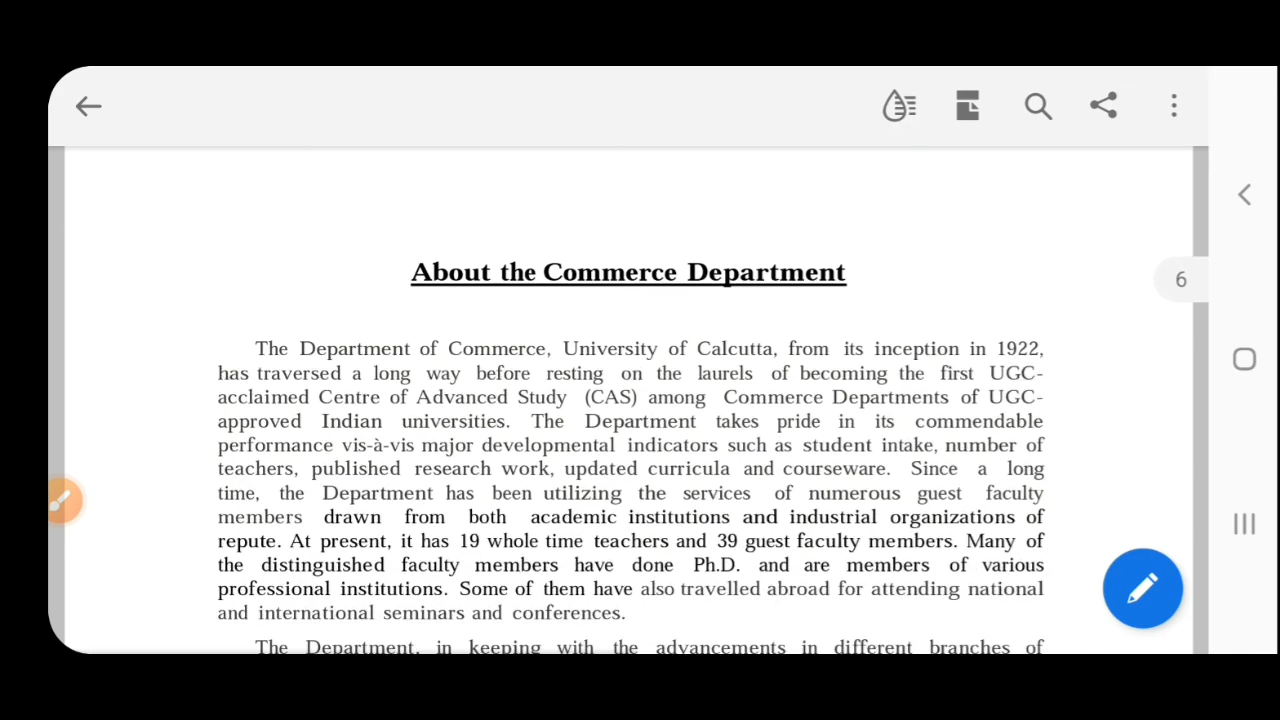 About the Commerce Department
6
The Department of Commerce, University of Calcutta, from its inception in 1922,
has traversed a long way before resting on the laurels of becoming the first UGC-
acclaimed Centre of Advanced Study (CAS) among Commerce Departments of UGC-
approved Indian universities. The Department takes pride in its commendable
performance vis-à-vis major developmental indicators such as student intake, number of
teachers, published research work, updated curricula and courseware. Since a long
time, the Department has been utilizing the services of numerous guest faculty
members drawn from both academic institutions and industrial organizations of
repute. At present, it has 19 whole time teachers and 39 guest faculty members. Many of
the distinguished faculty members have done Ph.D. and are members of various
professional institutions. Some of them have also travelled abroad for attending national
and international seminars and conferences.
The Department, in keeping with the advancements in different branches of